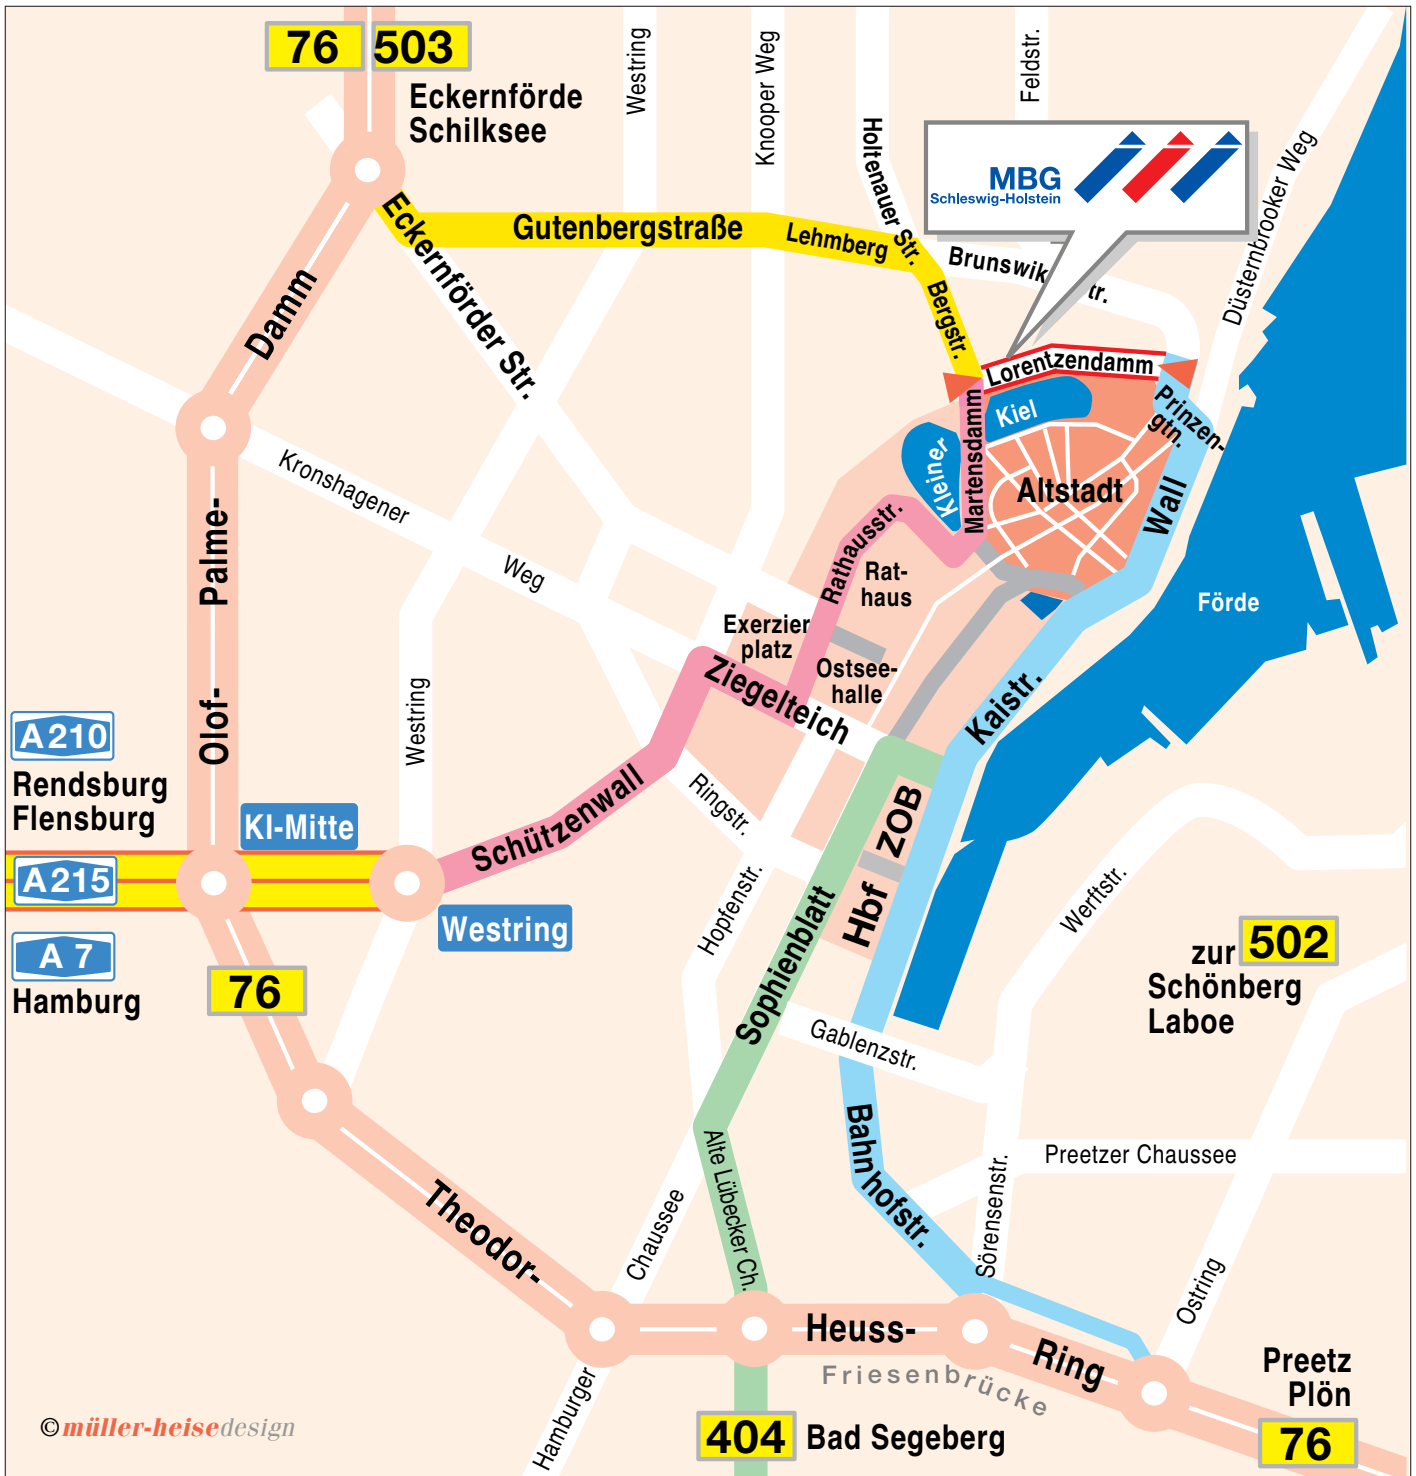 76
503
Eckernförde
Schilksee
Westring
Knooper Weg
Feldstr.
Holtenauer Str.
MBG
Schleswig-Holstein
Düsternbrooker Weg
Eckernförder Str.
Gutenbergstraße
Lehmberg
Bergstr.
Brunswik
tr.
Damm
Lorentzendamm
Kiel
Kleiner
Martensdamm
Prinzen-
gtn.
Altstadt
Wall
Kronshagener
Weg
Palme-
Olof-
Rathausstr.
Rat-
haus
Förde
Exerzier
platz
Ostsee-
halle
Ziegelteich
Kaistr.
Westring
A 210
Rendsburg
Flensburg
KI-Mitte
Schützenwall
Ringstr.
ZOB
Hbf
A 215
Westring
Hopfenstr.
Sophienblatt
Werftstr.
A 7
Hamburg
76
zur 502
Schönberg
Laboe
Gablenzstr.
Bahnhofstr.
Alte Lübecker Ch.
Preetzer Chaussee
Sörensenstr.
Theodor-
Chaussee
Ostring
Heuss-
Ring
Friesenbrücke
Preetz
Plön
76
Hamburger
404 Bad Segeberg
© müller-heisedesign